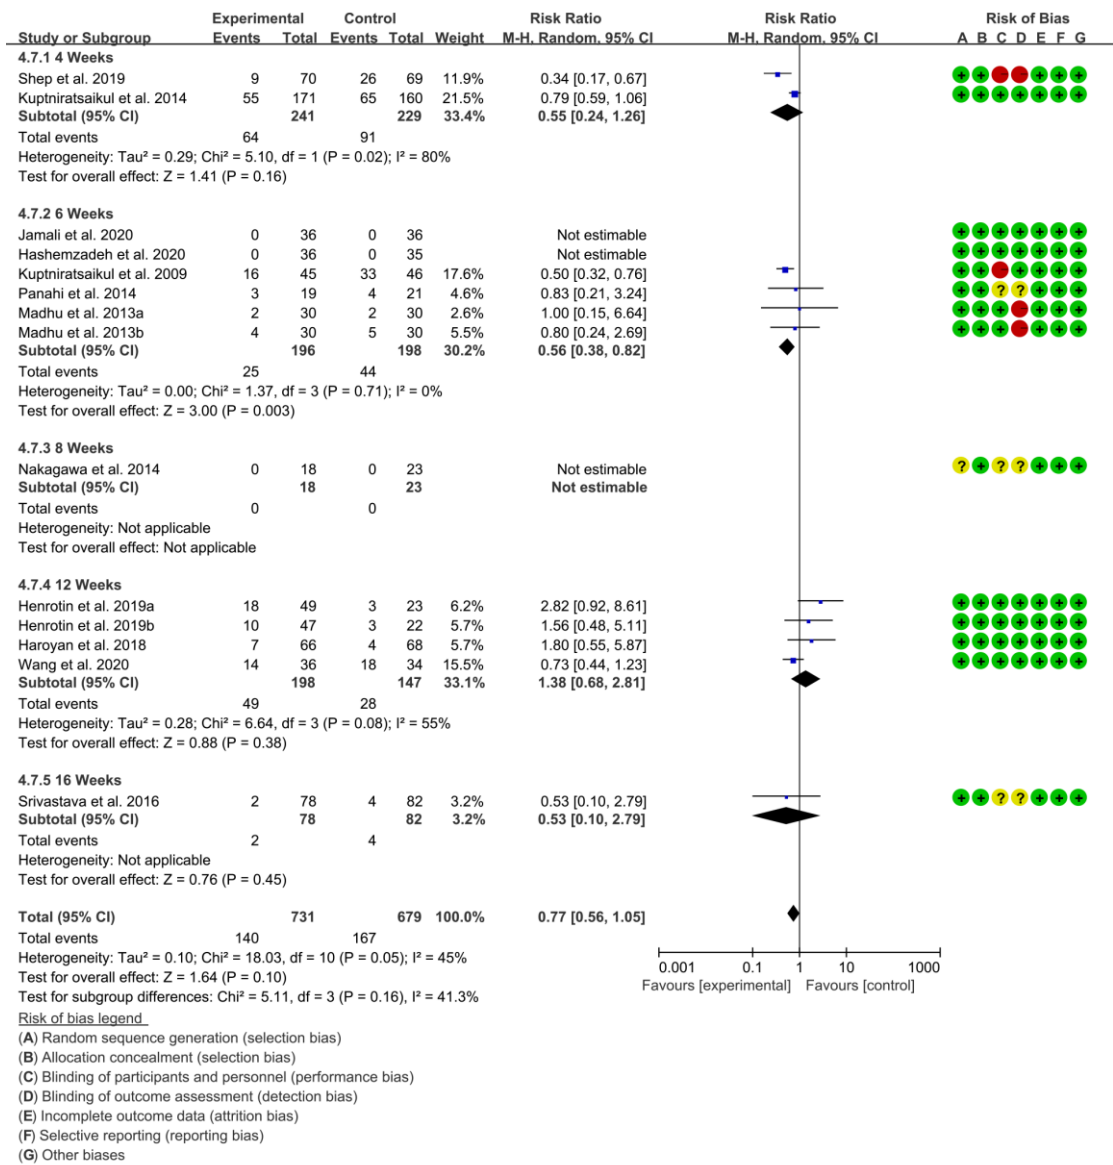 Experimental Control Risk Ratio Risk Ratio Risk of Bias
Study or Subgroup Events Total Events Total Weight M-H, Random, 95% CI M-H, Random, 95% CI A B C D E F G
4.7.1 4 Weeks
Shep et al. 2019 9 70 26 69 11.9% 0.34 [0.17, 0.67] + + - - + + +
Kuptniratsaikul et al. 2014 55 171 65 160 21.5% 0.79 [0.59, 1.06] + + + + + + +
Subtotal (95% CI) 241 229 33.4% 0.55 [0.24, 1.26]
Total events 64 91
Heterogeneity: Tau² = 0.29; Chi² = 5.10, df = 1 (P = 0.02); I² = 80%
Test for overall effect: Z = 1.41 (P = 0.16)
4.7.2 6 Weeks
Jamali et al. 2020 0 36 0 36 Not estimable + + + + + + +
Hashemzadeh et al. 2020 0 36 0 35 Not estimable + + + + + + +
Kuptniratsaikul et al. 2009 16 45 33 46 17.6% 0.50 [0.32, 0.76] + + - + + + +
Panahi et al. 2014 3 19 4 21 4.6% 0.83 [0.21, 3.24] + + ? ? + + +
Madhu et al. 2013a 2 30 2 30 2.6% 1.00 [0.15, 6.64] + + + - + + +
Madhu et al. 2013b 4 30 5 30 5.5% 0.80 [0.24, 2.69] + + + - + + +
Subtotal (95% CI) 196 198 30.2% 0.56 [0.38, 0.82]
Total events 25 44
Heterogeneity: Tau² = 0.00; Chi² = 1.37, df = 3 (P = 0.71); I² = 0%
Test for overall effect: Z = 3.00 (P = 0.003)
4.7.3 8 Weeks
Nakagawa et al. 2014 0 18 0 23 Not estimable ? + ? ? + + +
Subtotal (95% CI) 18 23 Not estimable
Total events 0 0
Heterogeneity: Not applicable
Test for overall effect: Not applicable
4.7.4 12 Weeks
Henrotin et al. 2019a 18 49 3 23 6.2% 2.82 [0.92, 8.61] + + + + + + +
Henrotin et al. 2019b 10 47 3 22 5.7% 1.56 [0.48, 5.11] + + + + + + +
Haroyan et al. 2018 7 66 4 68 5.7% 1.80 [0.55, 5.87] + + + + + + +
Wang et al. 2020 14 36 18 34 15.5% 0.73 [0.44, 1.23] + + + + + + +
Subtotal (95% CI) 198 147 33.1% 1.38 [0.68, 2.81]
Total events 49 28
Heterogeneity: Tau² = 0.28; Chi² = 6.64, df = 3 (P = 0.08); I² = 55%
Test for overall effect: Z = 0.88 (P = 0.38)
4.7.5 16 Weeks
Srivastava et al. 2016 2 78 4 82 3.2% 0.53 [0.10, 2.79] + + ? ? + + +
Subtotal (95% CI) 78 82 3.2% 0.53 [0.10, 2.79]
Total events 2 4
Heterogeneity: Not applicable
Test for overall effect: Z = 0.76 (P = 0.45)
Total (95% CI) 731 679 100.0% 0.77 [0.56, 1.05]
Total events 140 167
Heterogeneity: Tau² = 0.10; Chi² = 18.03, df = 10 (P = 0.05); I² = 45%
Test for overall effect: Z = 1.64 (P = 0.10)
Test for subgroup differences: Chi² = 5.11, df = 3 (P = 0.16), I² = 41.3%
0.001 0.1 1 10 1000
Favours [experimental] Favours [control]
Risk of bias legend
(A) Random sequence generation (selection bias)
(B) Allocation concealment (selection bias)
(C) Blinding of participants and personnel (performance bias)
(D) Blinding of outcome assessment (detection bias)
(E) Incomplete outcome data (attrition bias)
(F) Selective reporting (reporting bias)
(G) Other biases